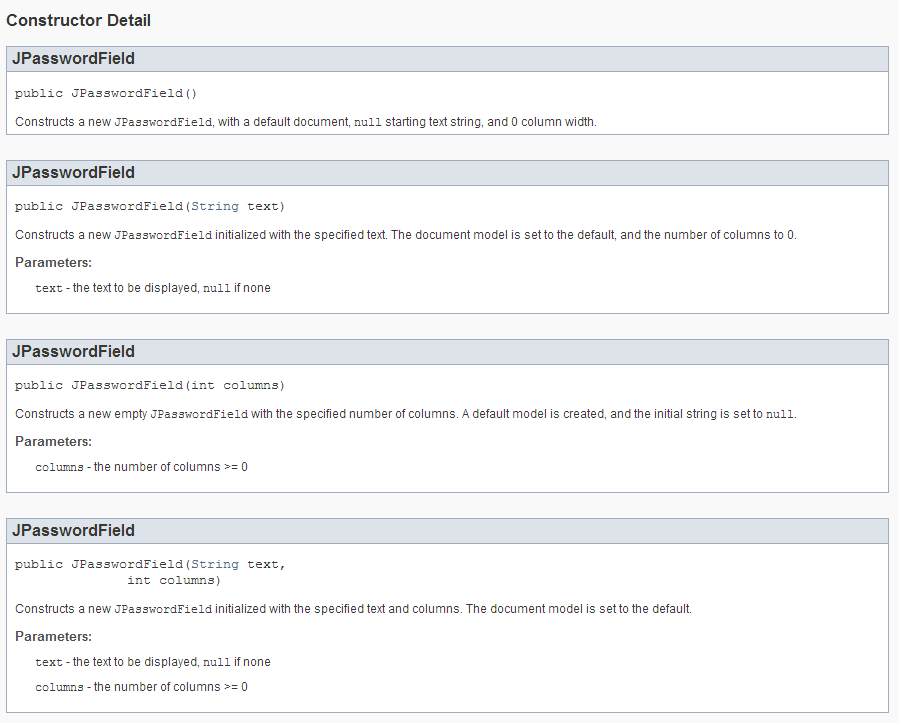 Constructor Detail
JPasswordField
public JPasswordField()
Constructs a new JPasswordField, with a default document, null starting text string, and 0 column width.
JPasswordField
public JPasswordField(String text)
Constructs a new JPasswordField initialized with the specified text. The document model is set to the default, and the number of columns to 0.
Parameters:
text - the text to be displayed, null if none
JPasswordField
public JPasswordField(int columns)
Constructs a new empty JPasswordField with the specified number of columns. A default model is created, and the initial string is set to null.
Parameters:
columns - the number of columns >= 0
JPasswordField
public JPasswordField(String text,
int columns)
Constructs a new JPasswordField initialized with the specified text and columns. The document model is set to the default.
Parameters:
text - the text to be displayed, null if none
columns - the number of columns >= 0